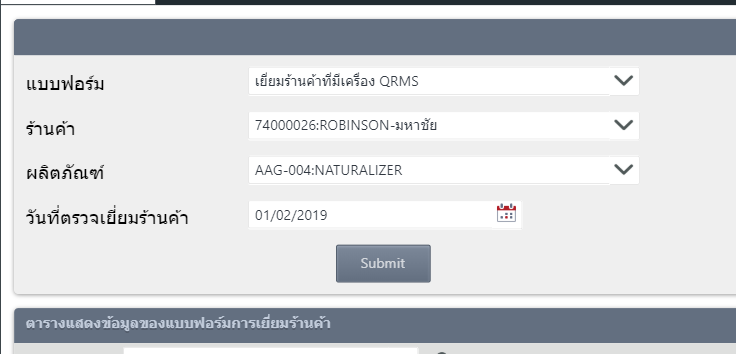 แบบฟอร์ม เยี่ยมร้านค้าที่มีเครื่อง QRMS
ร้านค้า 74000026:ROBINSON-มหาชัย
ผลิตภัณฑ์ AAG-004:NATURALIZER
วันที่ตรวจเยี่ยมร้านค้า 01/02/2019
Submit
ตารางแสดงข้อมูลของแบบฟอร์มการเยี่ยมร้านค้า